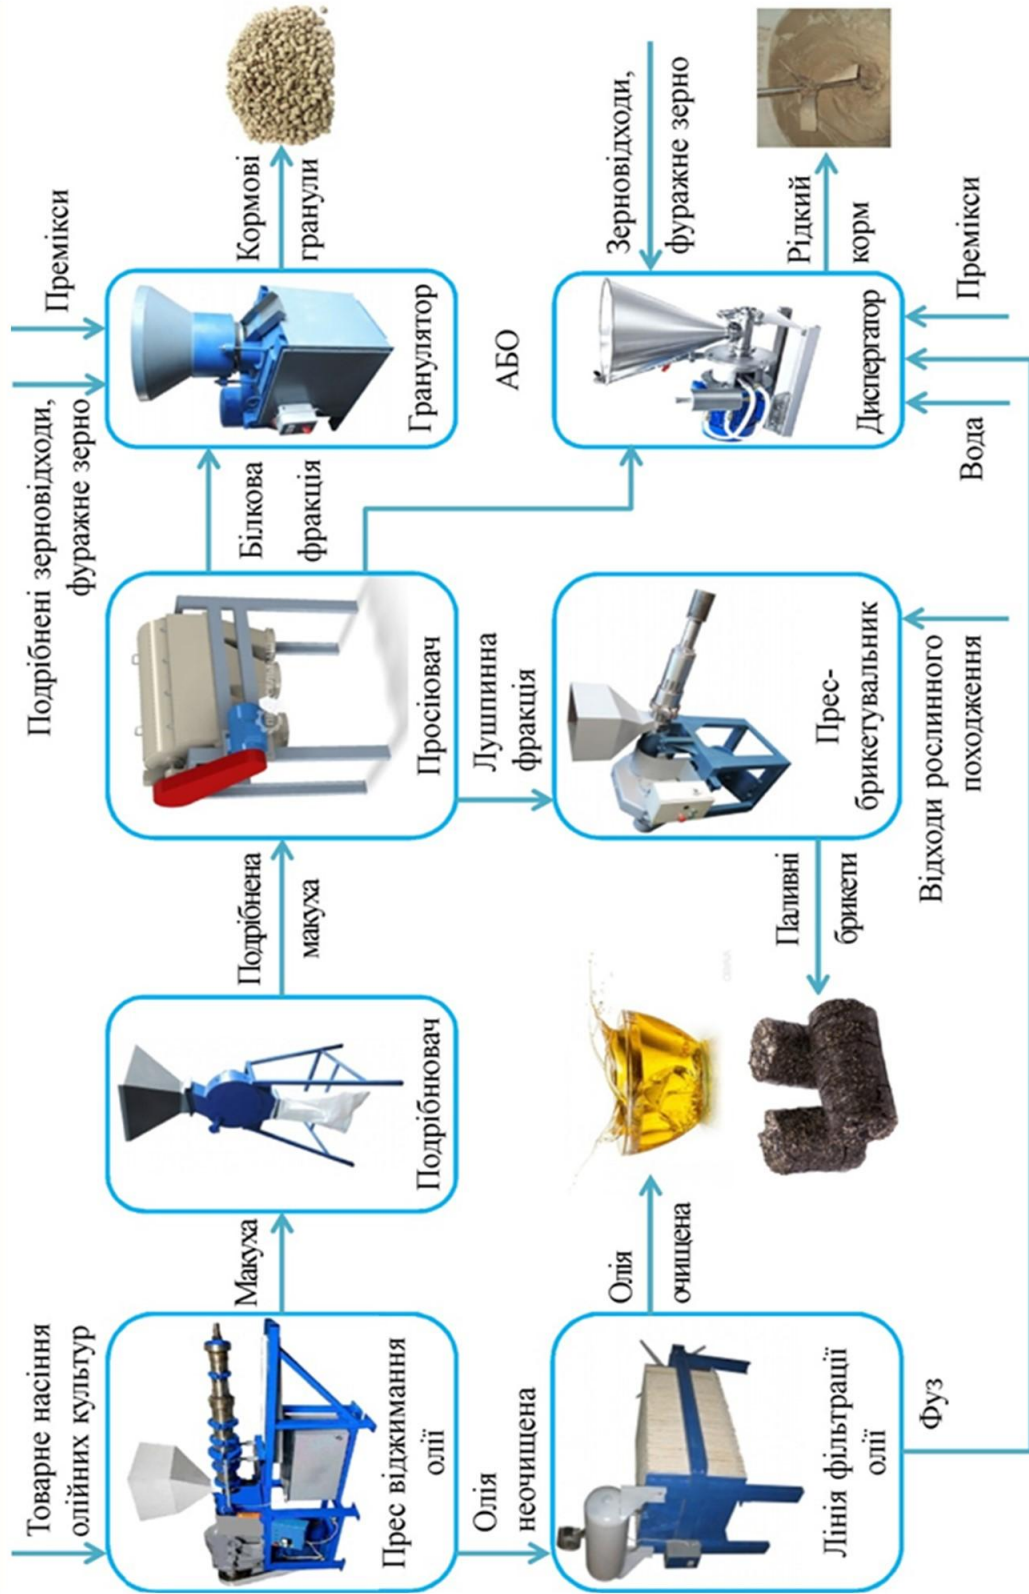 Товарне насіння
олійних культур
Прес віджимання
олії
Макуха
Подрібнювач
Подрібнена
макуха
Просіювач
Подрібнені зерновідходи,
фуражне зерно
Премікси
Білкова
фракція
Гранулятор
Кормові
гранули
АБО
Олія
неочищена
Лінія фільтрації
олії
Олія
очищена
Фуз
Лушпинна
фракція
Прес-
брикетувальник
Паливні
брикети
Відходи рослинного
походження
Зерновідходи,
фуражне зерно
Диспергатор
Рідкий
корм
Вода
Премікси